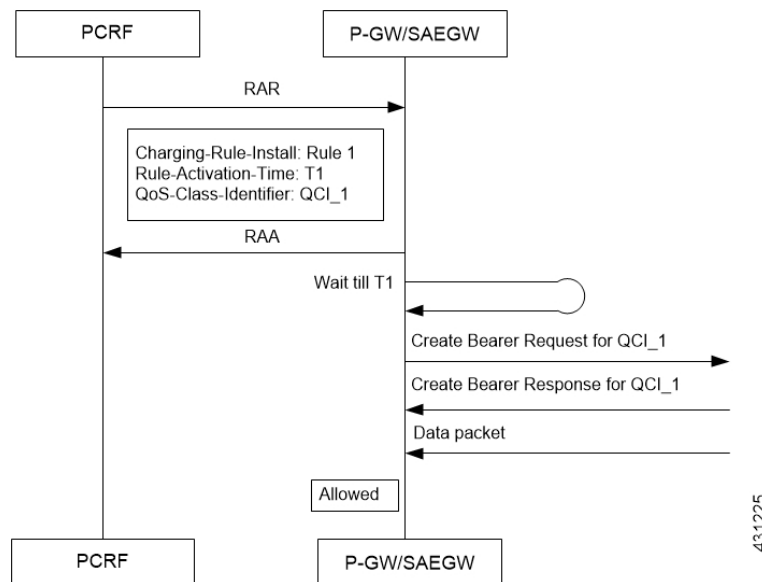 PCRF
P-GW/SAEGW
RAR
Charging-Rule-Install: Rule 1
Rule-Activation-Time: T1
QoS-Class-Identifier: QCI_1
RAA
Wait till T1
Create Bearer Request for QCI_1
Create Bearer Response for QCI_1
Data packet
Allowed
431225
PCRF
P-GW/SAEGW